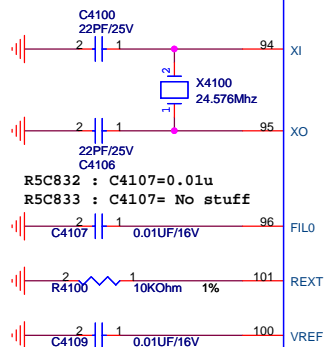 C4100
22PF/25V
2 1 94 XI
2
X4100
24.576Mhz
1
2 1 95 XO
22PF/25V
C4106
R5C832 : C4107=0.01u
R5C833 : C4107= No stuff
2 1 96 FIL0
C4107 0.01UF/16V
2 1 101 REXT
R4100 10KOhm 1%
2 1 100 VREF
C4109 0.01UF/16V